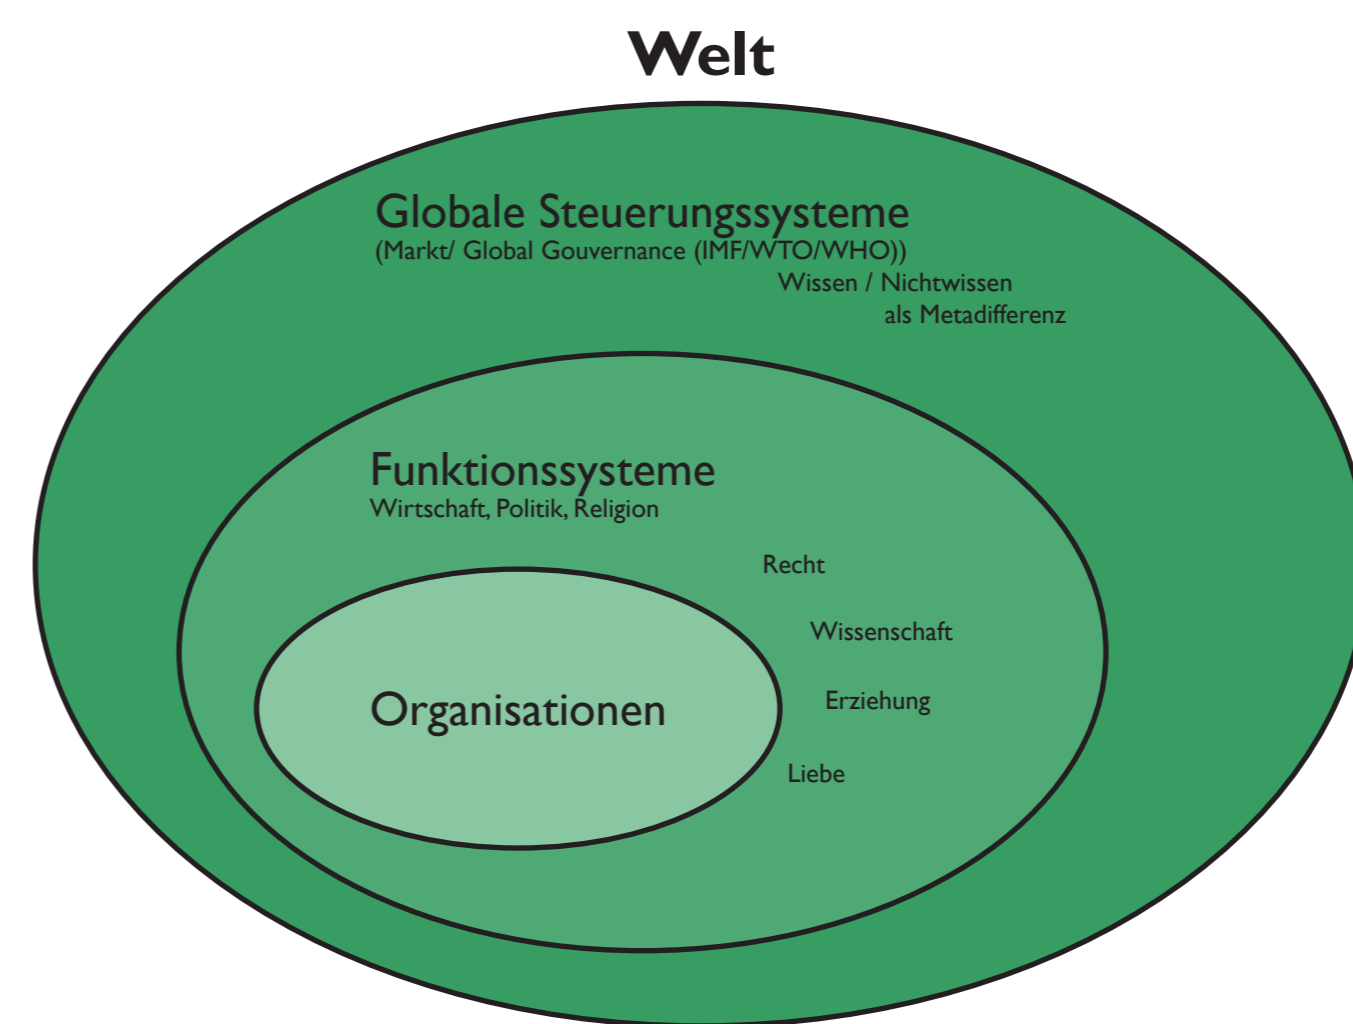 Welt
Globale Steuerungssysteme
(Markt/ Global Gouvernance (IMF/WTO/WHO))
Wissen / Nichtwissen
als Metadifferenz
Funktionssysteme
Wirtschaft, Politik, Religion
Recht
Wissenschaft
Erziehung
Organisationen
Liebe